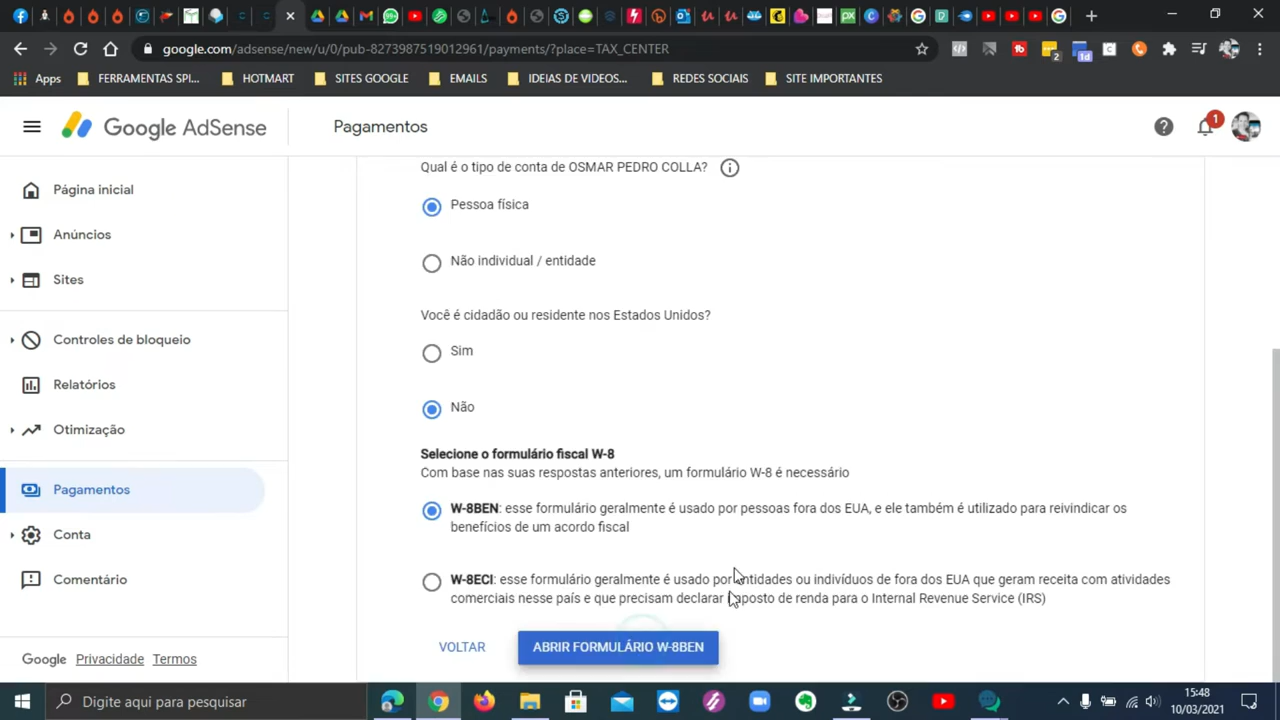 google.com/adsense/new/u/0/pub-8273987519012961/payments/?place=TAX_CENTER
Apps
FERRAMENTAS SPI...
HOTMART
SITES GOOGLE
EMAILS
IDEIAS DE VIDEOS...
REDES SOCIAIS
SITE IMPORTANTES
Google AdSense
Pagamentos
1
Página inicial
Anúncios
Sites
Controles de bloqueio
Relatórios
Otimização
Pagamentos
Conta
Comentário
Google Privacidade Termos
Qual é o tipo de conta de OSMAR PEDRO COLLA?
Pessoa física
Não individual / entidade
Você é cidadão ou residente nos Estados Unidos?
Sim
Não
Selecione o formulário fiscal W-8
Com base nas suas respostas anteriores, um formulário W-8 é necessário
W-8BEN: esse formulário geralmente é usado por pessoas fora dos EUA, e ele também é utilizado para reivindicar os
benefícios de um acordo fiscal
W-8ECI: esse formulário geralmente é usado por entidades ou indivíduos de fora dos EUA que geram receita com atividades
comerciais nesse país e que precisam declarar imposto de renda para o Internal Revenue Service (IRS)
VOLTAR
ABRIR FORMULÁRIO W-8BEN
Digite aqui para pesquisar
15:48
10/03/2021